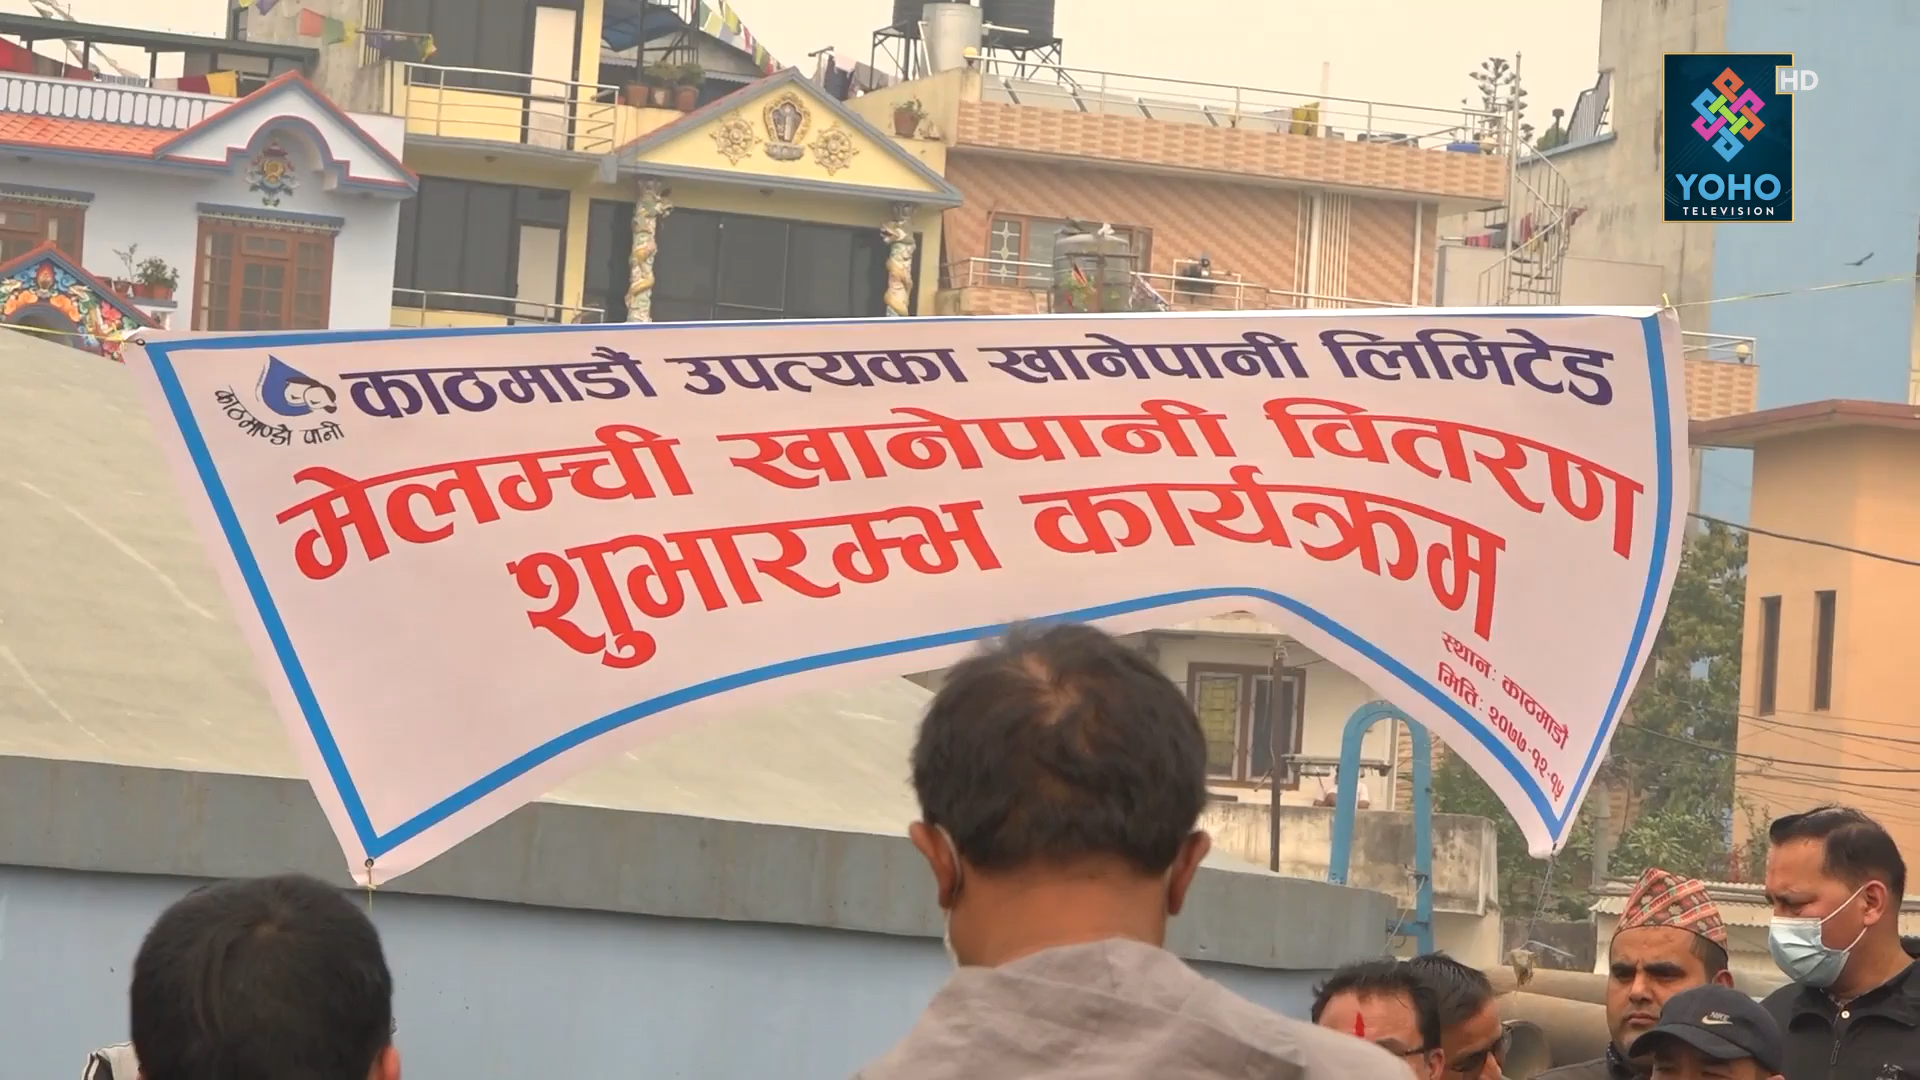 HD
YOHO
TELEVISION
काठमाडौं उपत्यका खानेपानी लिमिटेड
काठमाण्डौ पानी
मेलम्ची खानेपानी वितरण
शुभारम्भ कार्यक्रम
स्थान: काठमाडौं
मिति: २०७७-१२-१५